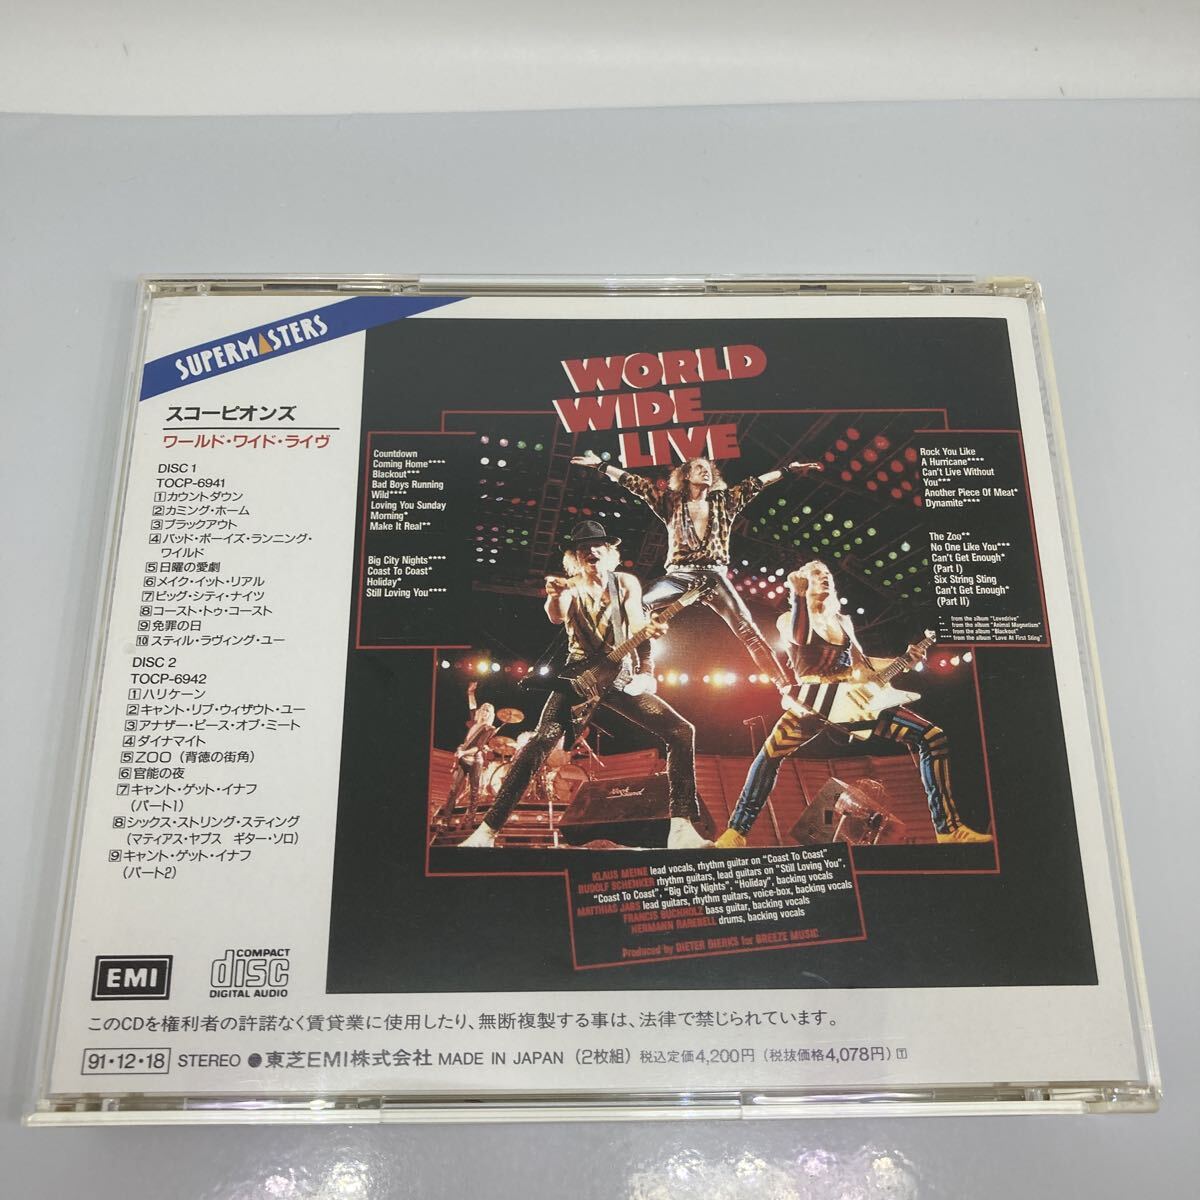 SUPERMASTERS
スコーピオンズ
ワールド・ワイド・ライヴ
DISC 1
TOCP-6941
1 カウントダウン
2 カミング・ホーム
3 ブラックアウト
4 バッド・ボーイズ・ランニング・
ワイルド
5 日曜の愛劇
6 メイク・イット・リアル
7 ビッグ・シティ・ナイツ
8 コースト・トゥ・コースト
9 免罪の日
10 スティル・ラヴィング・ユー
DISC 2
TOCP-6942
1 ハリケーン
2 キャント・リブ・ウィザウト・ユー
3 アナザー・ピース・オブ・ミート
4 ダイナマイト
5 ZOO (背徳の街角)
6 官能の夜
7 キャント・ゲット・イナフ
(パート1)
8 シックス・ストリング・スティング
(マティアス・ヤプス ギター・ソロ)
9 キャント・ゲット・イナフ
(パート2)
WORLD
WIDE
LIVE
Countdown
Coming Home****
Blackout***
Bad Boys Running
Wild****
Loving You Sunday
Morning*
Make It Real**
Big City Nights****
Coast To Coast*
Holiday*
Still Loving You****
Rock You Like
A Hurricane****
Can't Live Without
You***
Another Piece Of Meat*
Dynamite****
The Zoo**
No One Like You***
Can't Get Enough*
(Part I)
Six String Sting
Can't Get Enough*
(Part II)
* from the album "Lovedrive"
** from the album "Animal Magnetism"
*** from the album "Blackout"
**** from the album "Love At First Sting"
KLAUS MEINE lead vocals, rhythm guitar on "Coast To Coast"
RUDOLF SCHENKER rhythm guitars, lead guitars on "Still Loving You",
"Coast To Coast", "Big City Nights", "Holiday", backing vocals
MATTHIAS JABS lead guitars, rhythm guitars, voice-box, backing vocals
FRANCIS BUCHHOLZ bass guitar, backing vocals
HERMANN RAREBELL drums, backing vocals
Produced by DIETER DIERKS for BREEZE MUSIC
EMI
COMPACT
disc
DIGITAL AUDIO
このCDを権利者の許諾なく賃貸業に使用したり、無断複製する事は、法律で禁じられています。
91・12・18 STEREO ●東芝EMI株式会社 MADE IN JAPAN (2枚組) 税込定価4,200円 (税抜価格4,078円) T